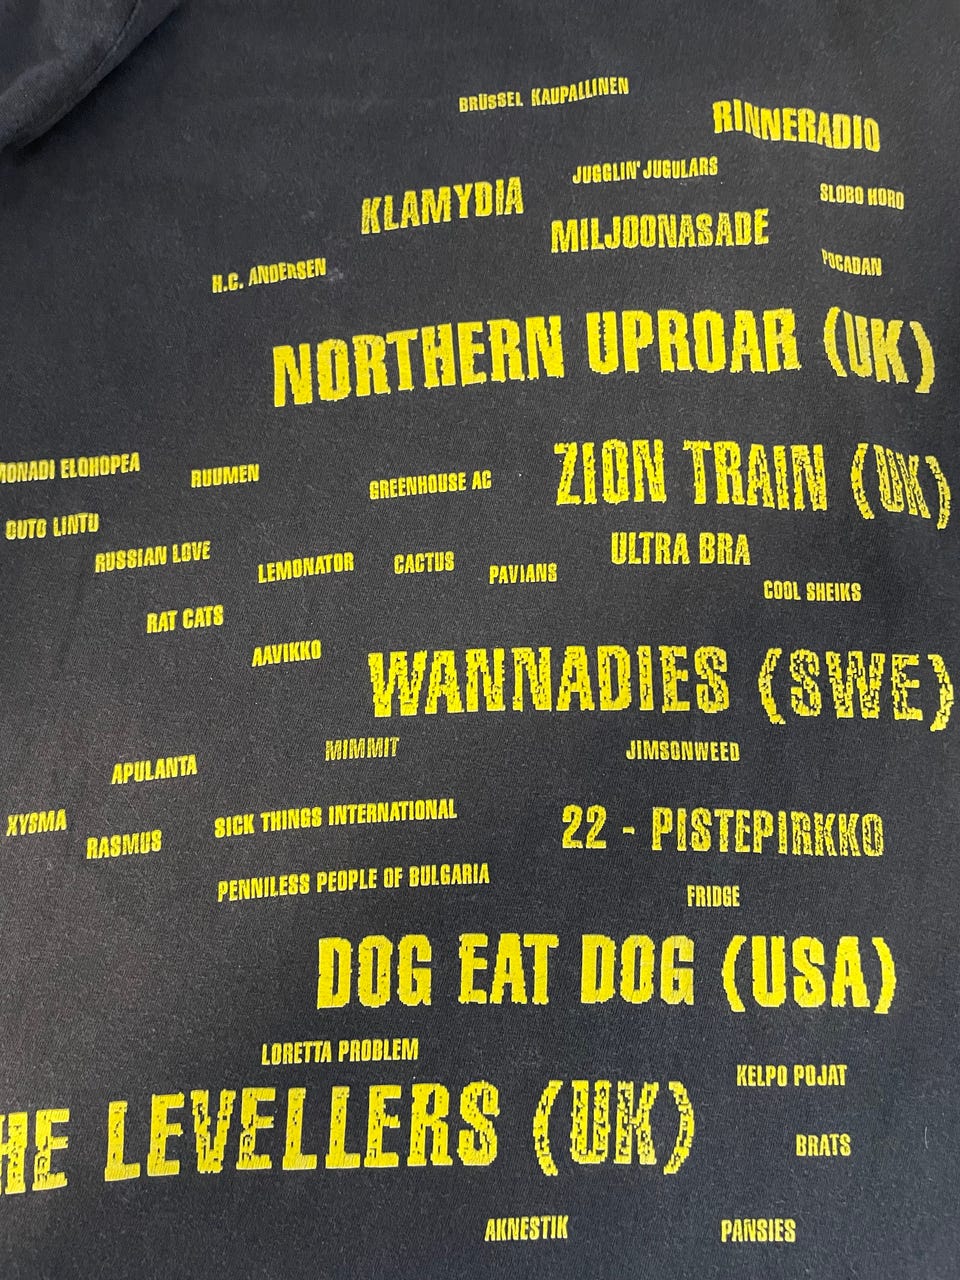 BRÜSSEL KAUPALLINEN
RINNERADIO
JUGGLIN' JUGULARS
KLAMYDIA
SLOBO HORO
MILJOONASADE
H.C. ANDERSEN
POCADAN
NORTHERN UPROAR (UK)
ZION TRAIN (UK)
ELOHOPEA
RUUMEN
GREENHOUSE AC
OUTO LINTU
RUSSIAN LOVE
LEMONATOR
CACTUS
PAVIANS
ULTRA BRA
COOL SHEIKS
RAT CATS
AAVIKKO
WANNADIES (SWE)
MIMMIT
JIMSONWEED
APULANTA
XYSMA
RASMUS
SICK THINGS INTERNATIONAL
22 - PISTEPIRKKO
PENNILESS PEOPLE OF BULGARIA
FRIDGE
DOG EAT DOG (USA)
LORETTA PROBLEM
KELPO POJAT
HE LEVELLERS (UK)
BRATS
AKNESTIK
PANSIES